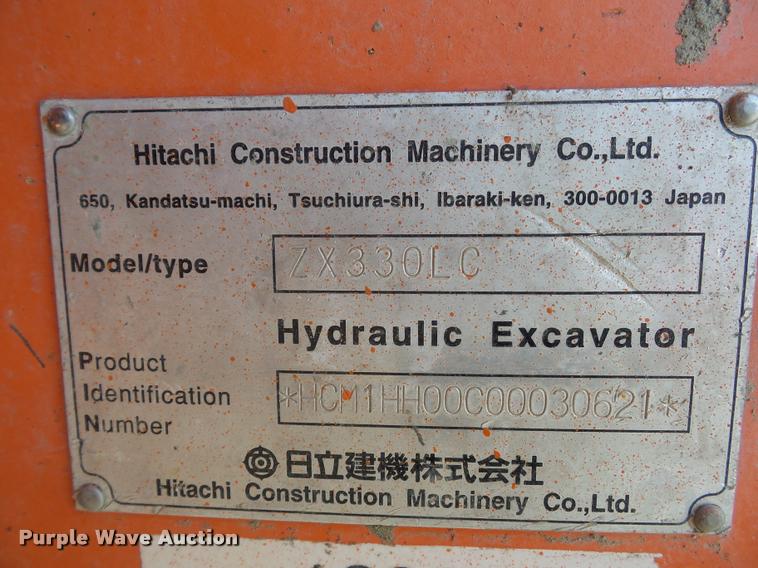 Hitachi Construction Machinery Co.,Ltd.
650, Kandatsu-machi, Tsuchiura-shi, Ibaraki-ken, 300-0013 Japan
Model/type ZX330LC
Hydraulic Excavator
Product
Identification
Number
*HCM1HH00C00030621*
日立建機株式会社
Hitachi Construction Machinery Co.,Ltd.
Purple Wave Auction